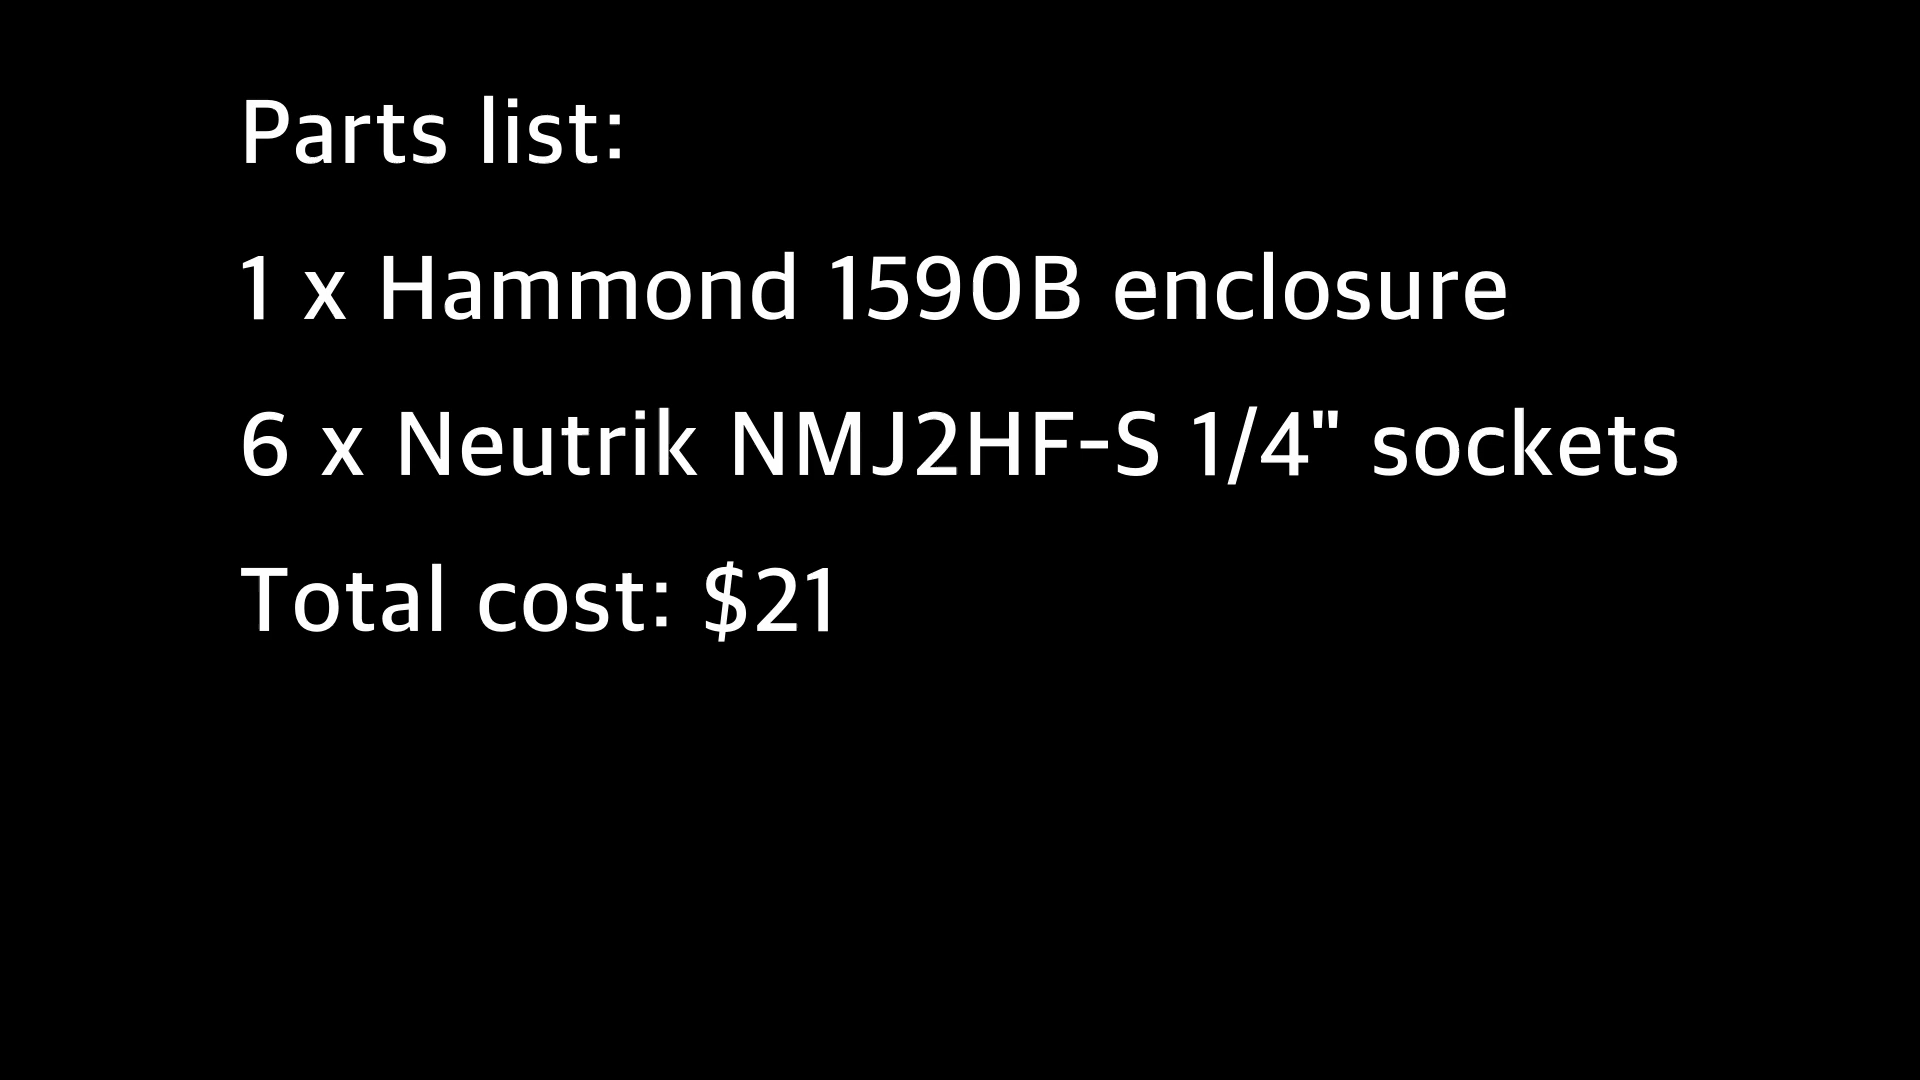 Parts list:
1 x Hammond 1590B enclosure
6 x Neutrik NMJ2HF-S 1/4" sockets
Total cost: $21